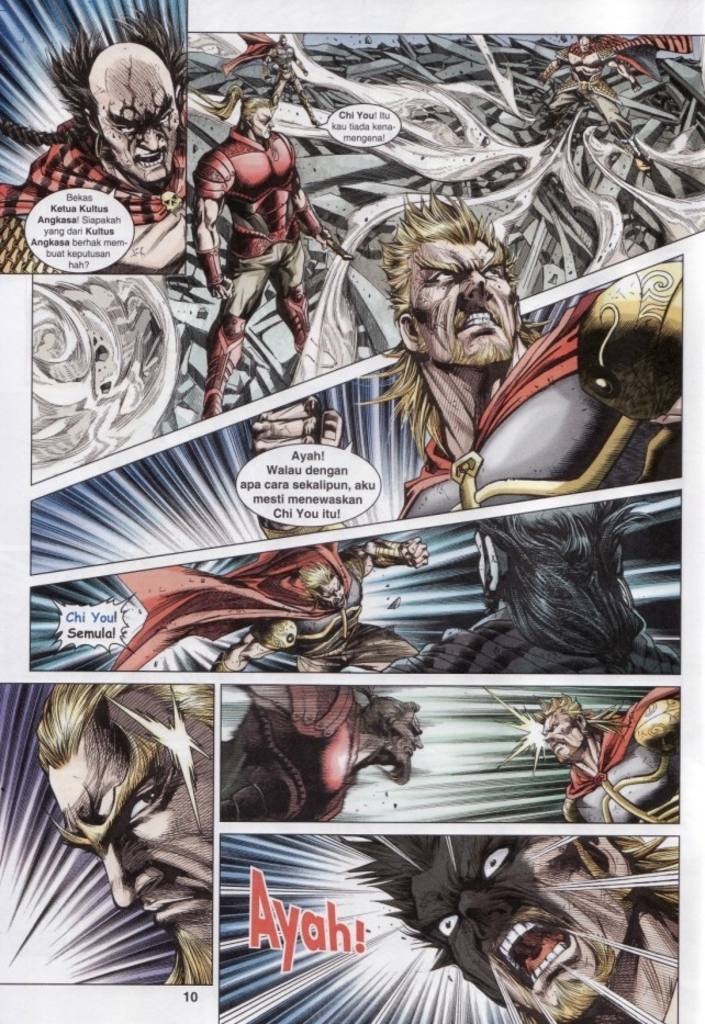 Bekas
Ketua Kultus
Angkasa! Siapakah
yang dari Kultus
Angkasa berhak mem-
buat keputusan
hah?
Chi You! Itu
kau tiada kena-
mengena!
Ayah!
Walau dengan
apa cara sekalipun, aku
mesti menewaskan
Chi You itu!
Chi You!
Semula!
Ayah!
10